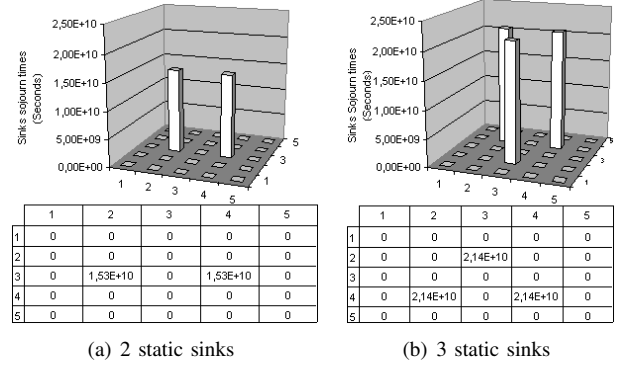 2,50E+10
2,00E+10
1,50E+10
1,00E+10
5,00E+09
0,00E+00
Sinks sojourn times
(Seconds)
1 2 3 4 5
1 3 5
1 2 3 4 5
1 0 0 0 0 0
2 0 0 0 0 0
3 0 1,53E+10 0 1,53E+10 0
4 0 0 0 0 0
5 0 0 0 0 0
(a) 2 static sinks
2,50E+10
2,00E+10
1,50E+10
1,00E+10
5,00E+09
0,00E+00
Sinks Sojourn times
(Seconds)
1 2 3 4 5
1 3 5
1 2 3 4 5
1 0 0 0 0 0
2 0 0 2,14E+10 0 0
3 0 0 0 0 0
4 0 2,14E+10 0 2,14E+10 0
5 0 0 0 0 0
(b) 3 static sinks